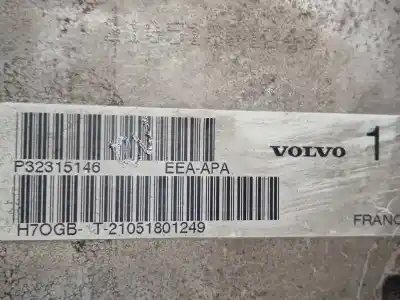 P32315146 EEA-APA VOLVO 1
H7OGB- T-21051801249 FRANC